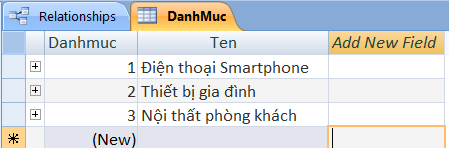 Relationships DanhMuc
Danhmuc Ten Add New Field
1 Điện thoại Smartphone
2 Thiết bị gia đình
3 Nội thất phòng khách
(New)